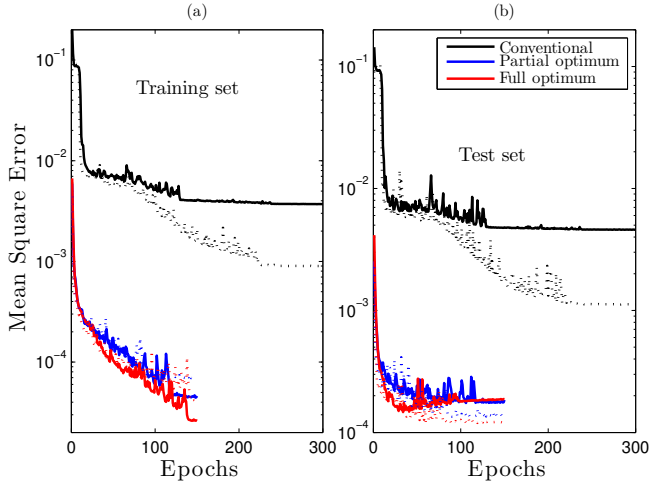 (a)
(b)
10^-1
10^-2
10^-3
10^-4
Mean Square Error
Training set
0
100
200
300
Epochs
10^-1
10^-2
10^-3
10^-4
Conventional
Partial optimum
Full optimum
Test set
0
100
200
300
Epochs